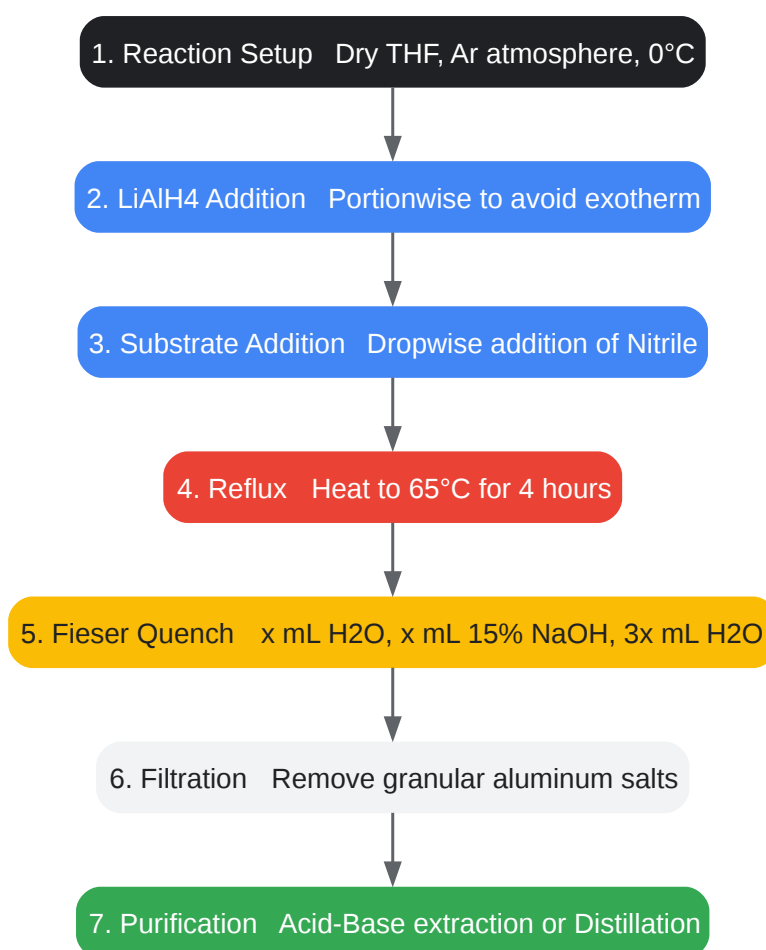 1. Reaction Setup   Dry THF, Ar atmosphere, 0°C
2. LiAlH4 Addition   Portionwise to avoid exotherm
3. Substrate Addition   Dropwise addition of Nitrile
4. Reflux   Heat to 65°C for 4 hours
5. Fieser Quench   x mL H2O, x mL 15% NaOH, 3x mL H2O
6. Filtration   Remove granular aluminum salts
7. Purification   Acid-Base extraction or Distillation